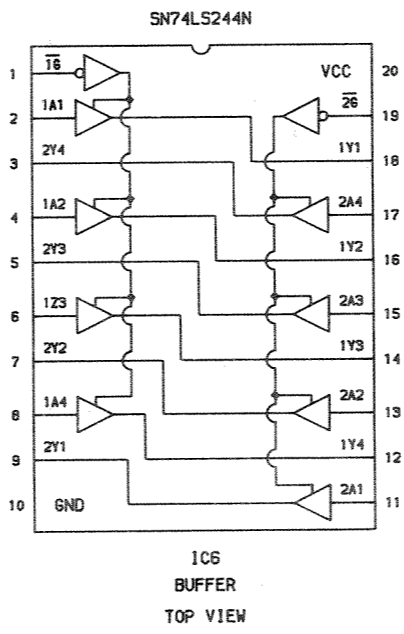 SN74LS244N
1 1G VCC 20
2 1A1 2G 19
3 2Y4 1Y1 18
4 1A2 2A4 17
5 2Y3 1Y2 16
6 1Z3 2A3 15
7 2Y2 1Y3 14
8 1A4 2A2 13
9 2Y1 1Y4 12
10 GND 2A1 11
IC6
BUFFER
TOP VIEW